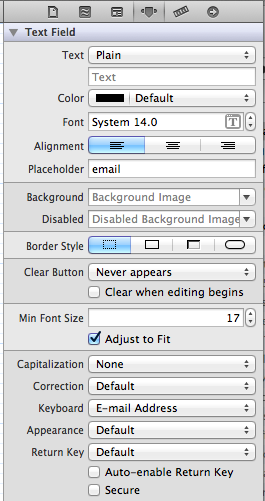 Text Field
Text Plain
Text
Color Default
Font System 14.0 T
Alignment
Placeholder email
Background Background Image
Disabled Disabled Background Image
Border Style
Clear Button Never appears
Clear when editing begins
Min Font Size 17
Adjust to Fit
Capitalization None
Correction Default
Keyboard E-mail Address
Appearance Default
Return Key Default
Auto-enable Return Key
Secure